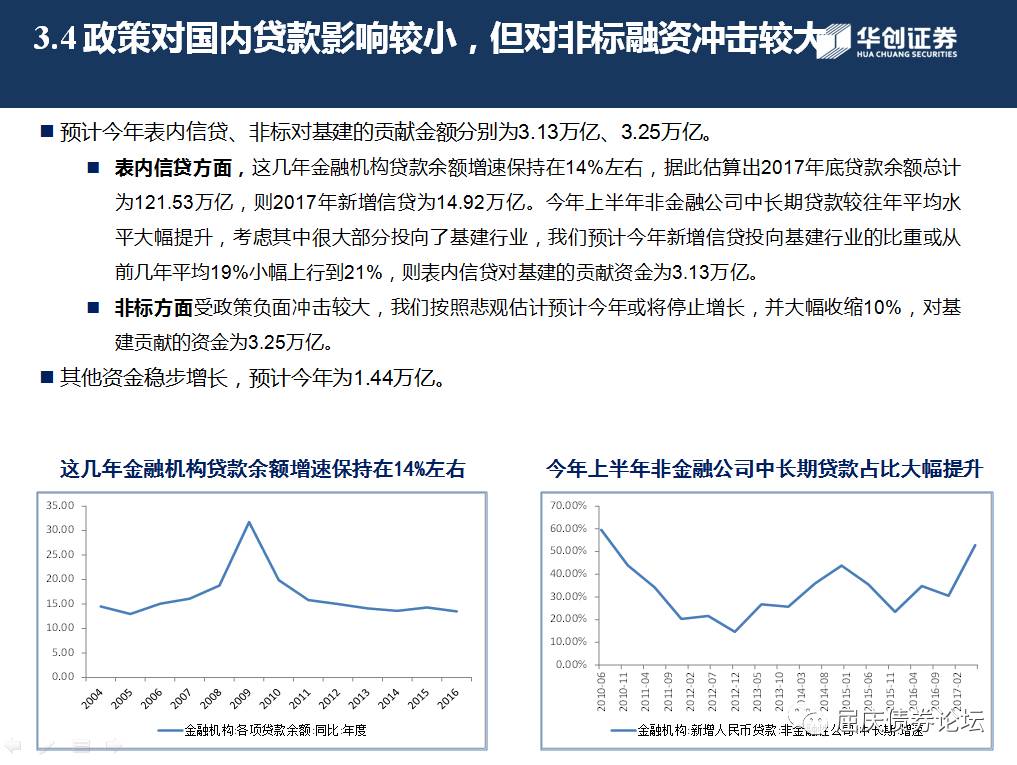 3.4 政策对国内贷款影响较小，但对非标融资冲击较大
华创证券
HUA CHUANG SECURITIES
预计今年表内信贷、非标对基建的贡献金额分别为3.13万亿、3.25万亿。
表内信贷方面，这几年金融机构贷款余额增速保持在14%左右，据此估算出2017年底贷款余额总计
为121.53万亿，则2017年新增信贷为14.92万亿。今年上半年非金融公司中长期贷款较往年平均水
平大幅提升，考虑其中很大部分投向了基建行业，我们预计今年新增信贷投向基建行业的比重或从
前几年平均19%小幅上行到21%，则表内信贷对基建的贡献资金为3.13万亿。
非标方面受政策负面冲击较大，我们按照悲观估计预计今年或将停止增长，并大幅收缩10%，对基
建贡献的资金为3.25万亿。
其他资金稳步增长，预计今年为1.44万亿。
这几年金融机构贷款余额增速保持在14%左右
35.00
30.00
25.00
20.00
15.00
10.00
5.00
0.00
2004 2005 2006 2007 2008 2009 2010 2011 2012 2013 2014 2015 2016
金融机构:各项贷款余额:同比:年度
今年上半年非金融公司中长期贷款占比大幅提升
70.00%
60.00%
50.00%
40.00%
30.00%
20.00%
10.00%
0.00%
2010-06 2010-11 2011-04 2011-09 2012-02 2012-07 2012-12 2013-05 2013-10 2014-03 2014-08 2015-01 2015-06 2015-11 2016-04 2016-09 2017-02
金融机构:新增人民币贷款:非金融性公司:中长期:增速
屈庆债券论坛